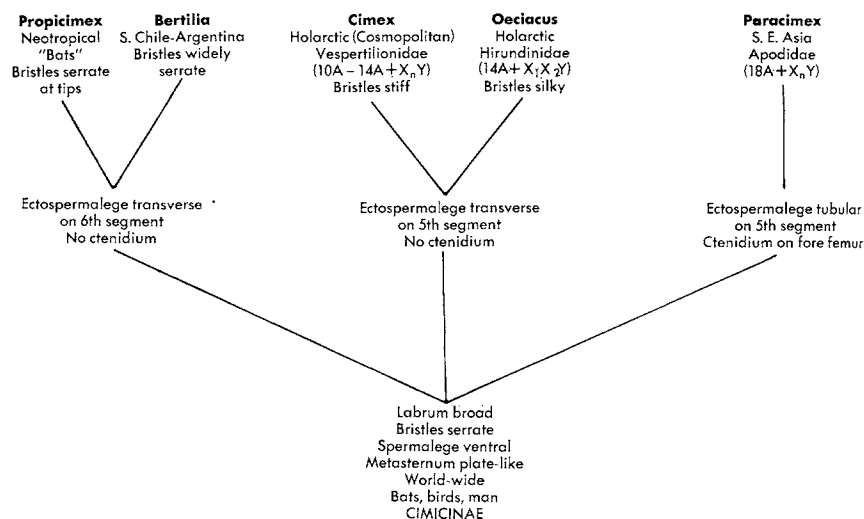 Propicimex
Neotropical
"Bats"
Bristles serrate
at tips
Bertilia
S. Chile-Argentina
Bristles widely
serrate
Cimex
Holarctic (Cosmopolitan)
Vespertilionidae
(10A – 14A + XₙY)
Bristles stiff
Oeciacus
Holarctic
Hirundinidae
(14A + X₁X₂Y)
Bristles silky
Paracimex
S. E. Asia
Apodidae
(18A + XₙY)
Ectospermalege transverse
on 6th segment
No ctenidium
Ectospermalege transverse
on 5th segment
No ctenidium
Ectospermalege tubular
on 5th segment
Ctenidium on fore femur
Labrum broad
Bristles serrate
Spermalege ventral
Metasternum plate-like
World-wide
Bats, birds, man
CIMICINAE